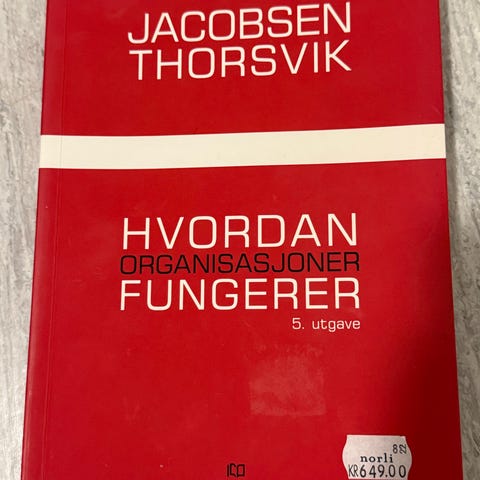 JACOBSEN
THORSVIK
HVORDAN
ORGANISASJONER
FUNGERER
5. utgave
norli
KR649.00